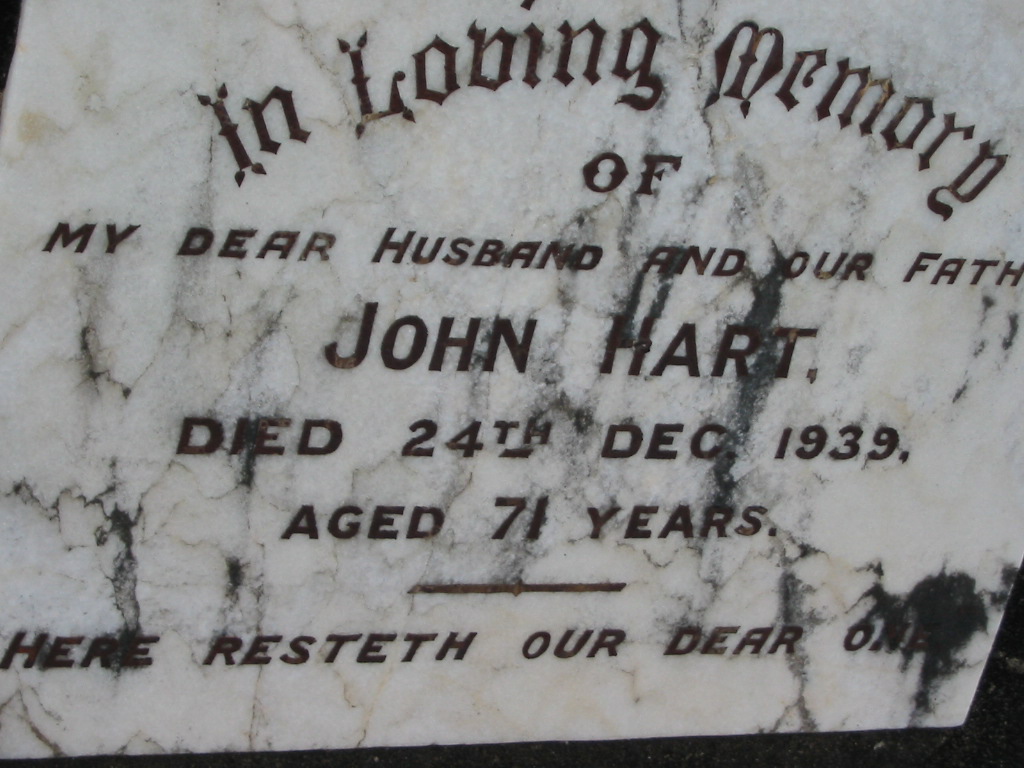 In Loving Memory
OF
MY DEAR HUSBAND AND OUR FATH
JOHN HART.
DIED 24TH DEC. 1939.
AGED 71 YEARS.
HERE RESTETH OUR DEAR ONE